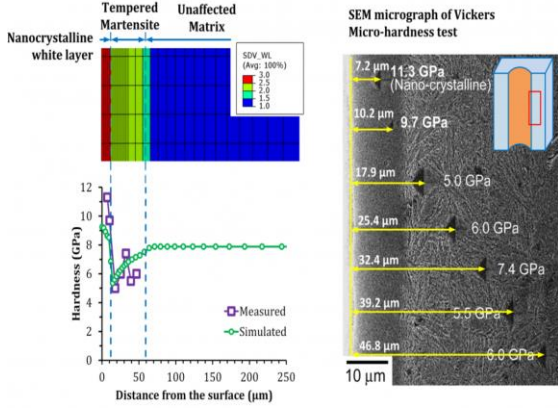 Tempered
Martensite
Unaffected
Matrix
Nanocrystalline
white layer
SDV_WL
(Avg: 100%)
3.0
2.5
2.0
1.5
1.0
12
10
8
6
4
2
0
Hardness (GPa)
Measured
Simulated
0 50 100 150 200 250
Distance from the surface (μm)
SEM micrograph of Vickers
Micro-hardness test
7.2 μm
11.3 GPa
(Nano-crystalline)
10.2 μm
9.7 GPa
17.9 μm
5.0 GPa
25.4 μm
6.0 GPa
32.4 μm
7.4 GPa
39.2 μm
5.5 GPa
46.8 μm
6.0 GPa
10 μm